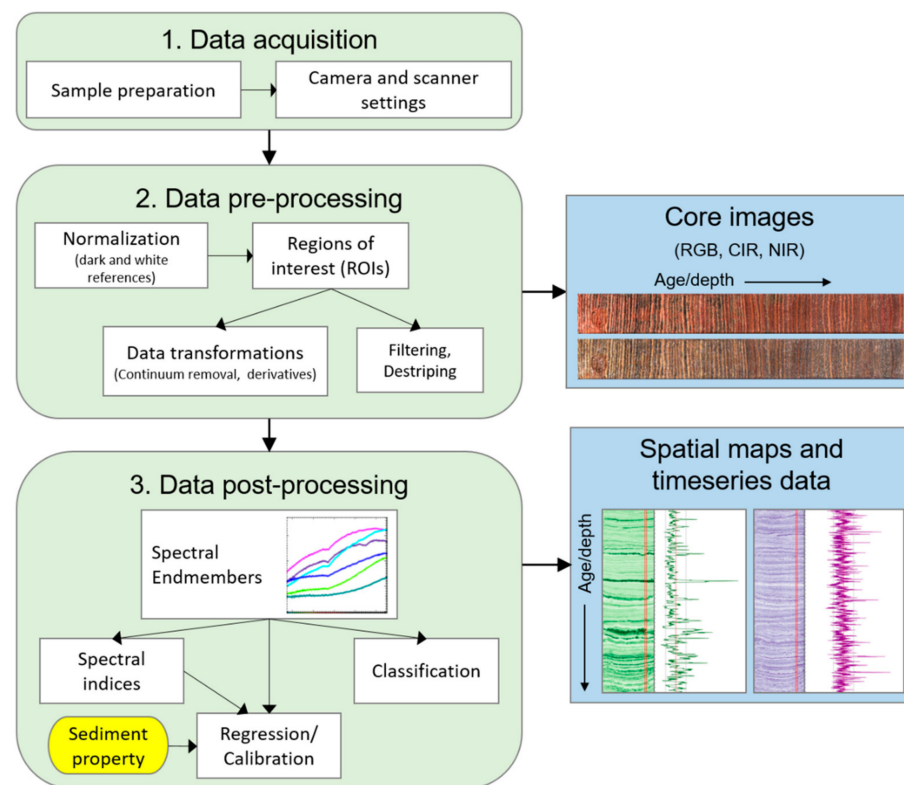 1. Data acquisition
Sample preparation
Camera and scanner
settings
2. Data pre-processing
Normalization
(dark and white
references)
Regions of
interest (ROIs)
Data transformations
(Continuum removal, derivatives)
Filtering,
Destriping
Core images
(RGB, CIR, NIR)
Age/depth
3. Data post-processing
Spectral
Endmembers
Spectral
indices
Classification
Sediment
property
Regression/
Calibration
Spatial maps and
timeseries data
Age/depth